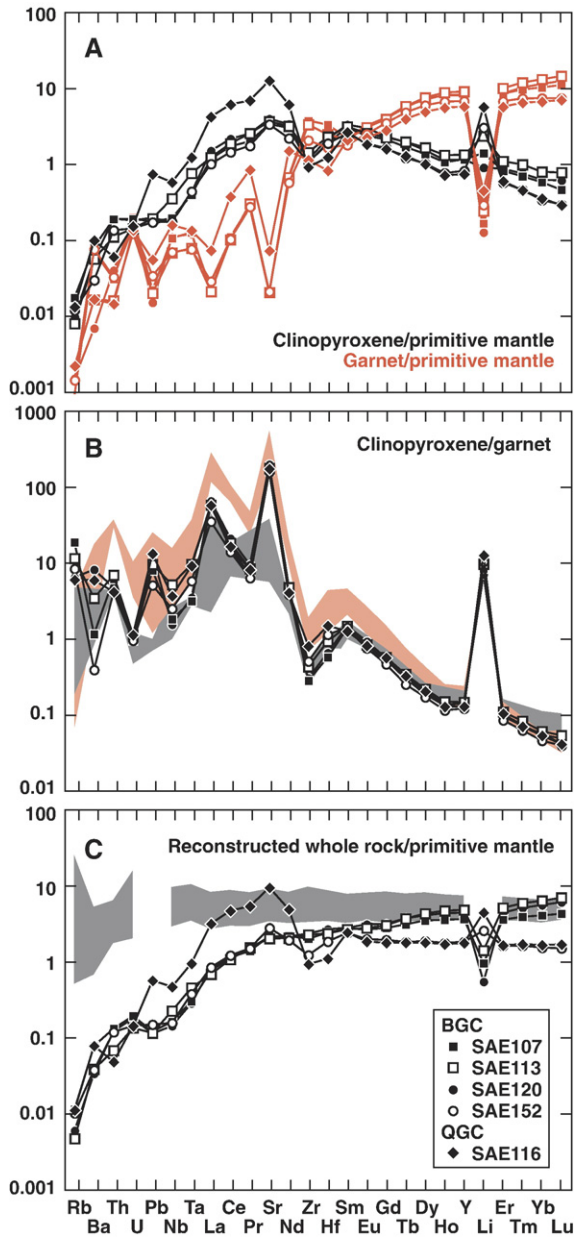 100
A
10
1
0.1
0.01
0.001
Clinopyroxene/primitive mantle
Garnet/primitive mantle
1000
B
Clinopyroxene/garnet
100
10
1
0.1
0.01
100
C
Reconstructed whole rock/primitive mantle
10
1
0.1
0.01
0.001
BGC
SAE107
SAE113
SAE120
SAE152
QGC
SAE116
Rb Th Pb Ta Ce Sr Zr Sm Gd Dy Y Er Yb
Ba U Nb La Pr Nd Hf Eu Tb Ho Li Tm Lu